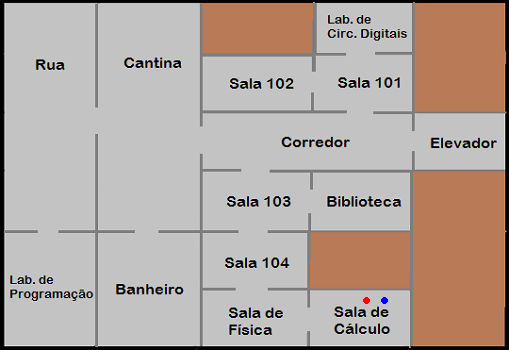 Lab. de
Circ. Digitais
Rua
Cantina
Sala 102
Sala 101
Corredor
Elevador
Sala 103
Biblioteca
Sala 104
Lab. de
Programação
Banheiro
Sala de
Física
Sala de
Cálculo